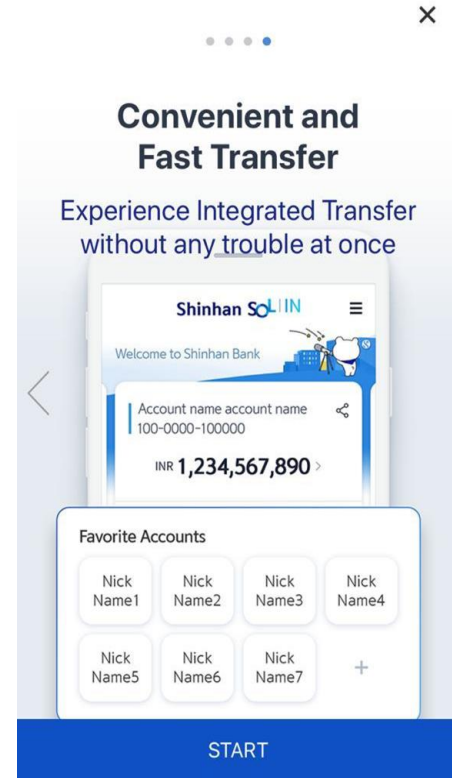 Convenient and
Fast Transfer
Experience Integrated Transfer
without any trouble at once
Shinhan SOL IN
Welcome to Shinhan Bank
Account name account name
100-0000-100000
INR 1,234,567,890 >
Favorite Accounts
Nick Name1
Nick Name2
Nick Name3
Nick Name4
Nick Name5
Nick Name6
Nick Name7
+
START